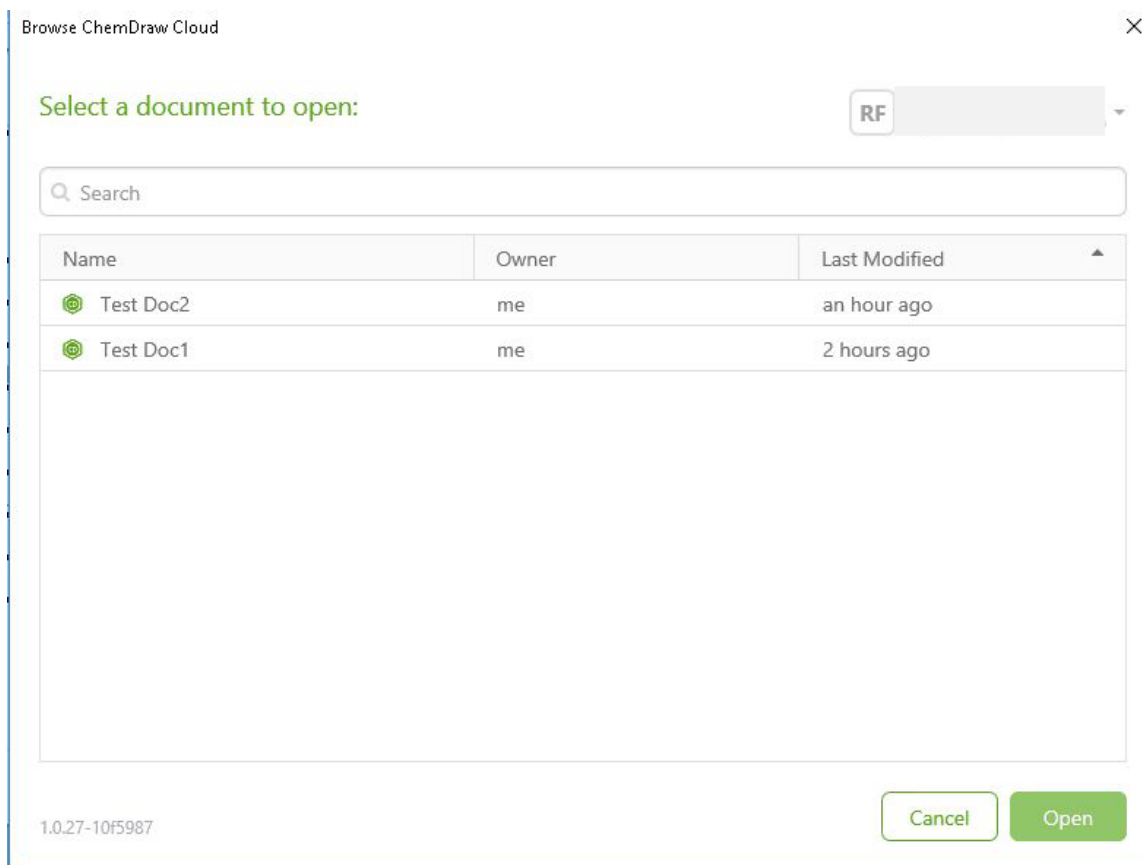 Browse ChemDraw Cloud
Select a document to open:
RF
Search
Name Owner Last Modified
Test Doc2 me an hour ago
Test Doc1 me 2 hours ago
1.0.27-10f5987
Cancel Open